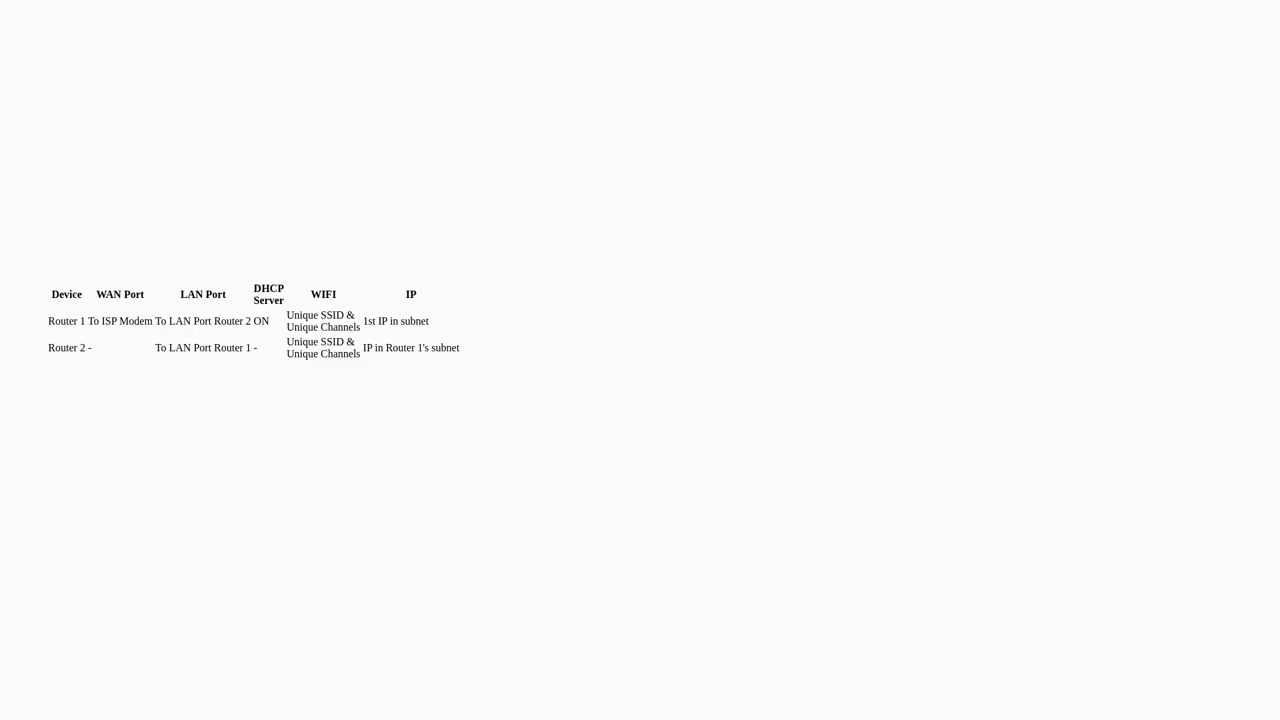 Device WAN Port LAN Port DHCP Server WIFI IP
Router 1 To ISP Modem To LAN Port Router 2 ON Unique SSID & Unique Channels 1st IP in subnet
Router 2 - To LAN Port Router 1 - Unique SSID & Unique Channels IP in Router 1's subnet